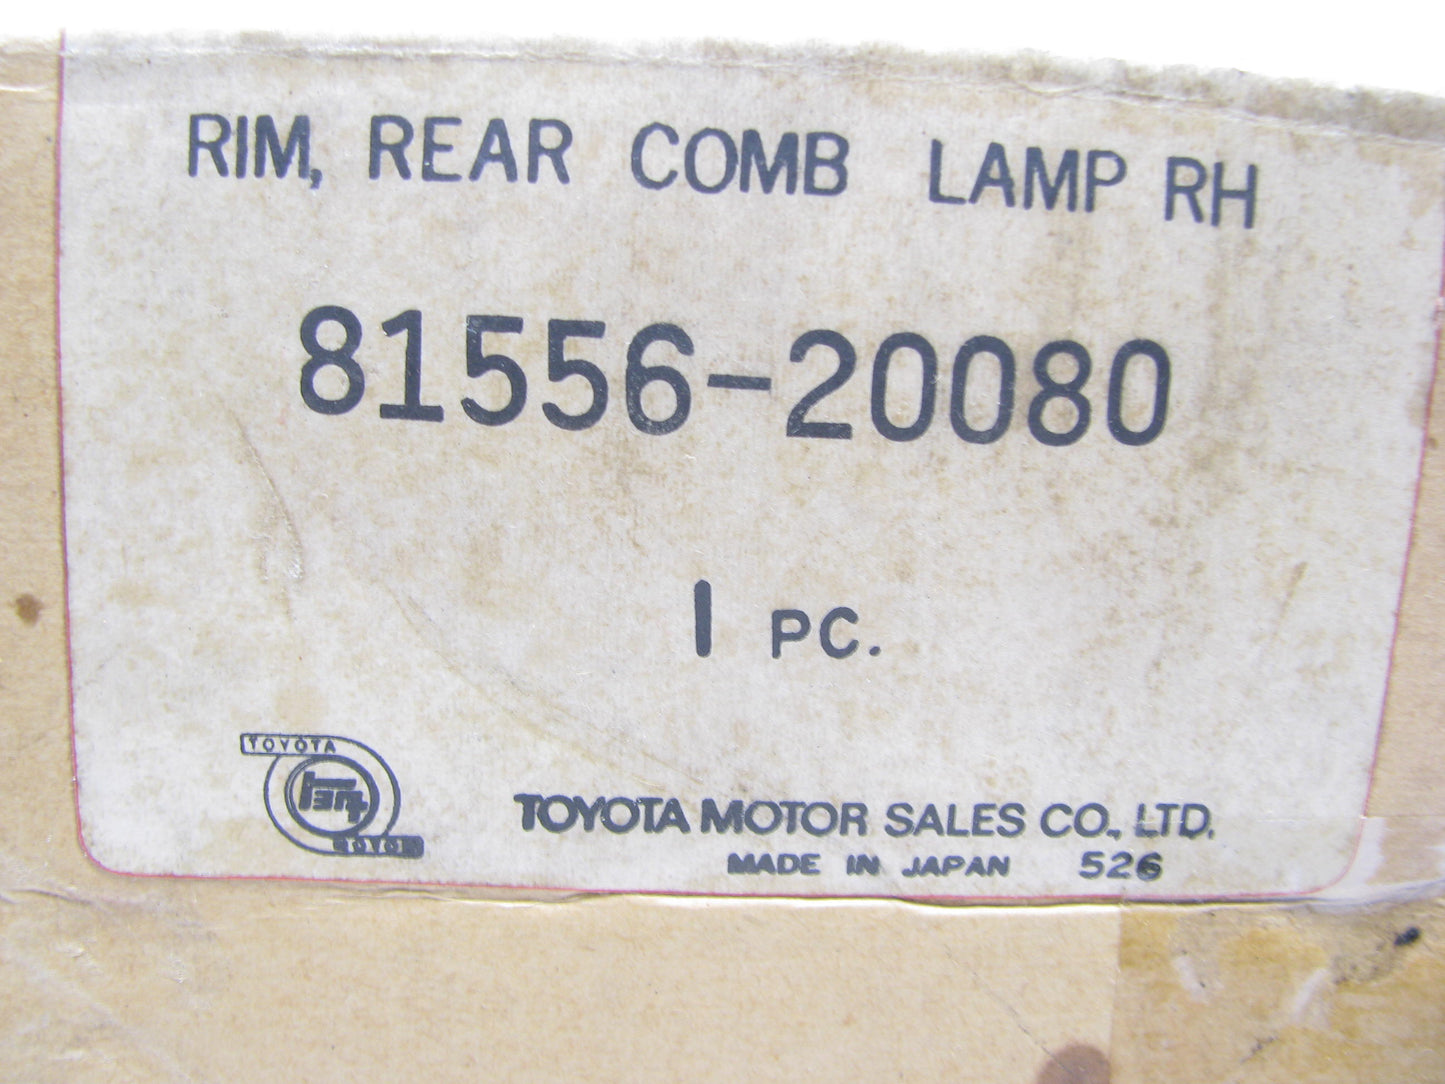 RIM, REAR COMB LAMP RH
81556-20080
1 PC.
TOYOTA
MOTOR
TOYOTA MOTOR SALES CO., LTD.
MADE IN JAPAN 526